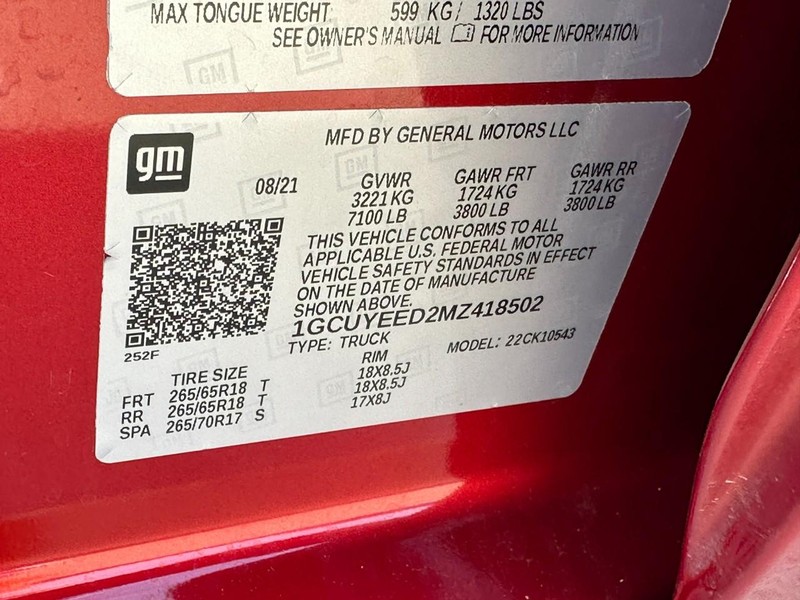 MAX TONGUE WEIGHT 599 KG/ 1320 LBS
SEE OWNER'S MANUAL FOR MORE INFORMATION
gm
MFD BY GENERAL MOTORS LLC
08/21 GVWR GAWR FRT GAWR RR
3221 KG 1724 KG 1724 KG
7100 LB 3800 LB 3800 LB
THIS VEHICLE CONFORMS TO ALL
APPLICABLE U.S. FEDERAL MOTOR
VEHICLE SAFETY STANDARDS IN EFFECT
ON THE DATE OF MANUFACTURE
SHOWN ABOVE.
1GCUYEED2MZ418502
252F
TYPE: TRUCK MODEL: 22CK10543
TIRE SIZE RIM
FRT 265/65R18 T 18X8.5J
RR 265/65R18 T 18X8.5J
SPA 265/70R17 S 17X8J